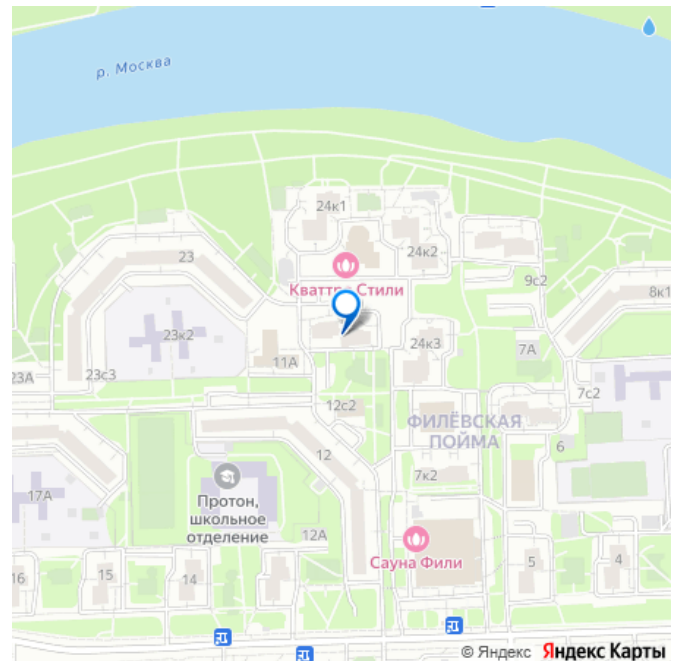 р. Москва
24к1
23
24к2
9с2
Кваттро Стили
8к1
23к2
24к3
7А
11А
23А
23с3
7с2
12с2
ФИЛЁВСКАЯ
ПОЙМА
12
6
7к2
17А
Протон,
школьное
отделение
12А
Сауна Фили
16
15
14
5
4
© Яндекс Яндекс Карты